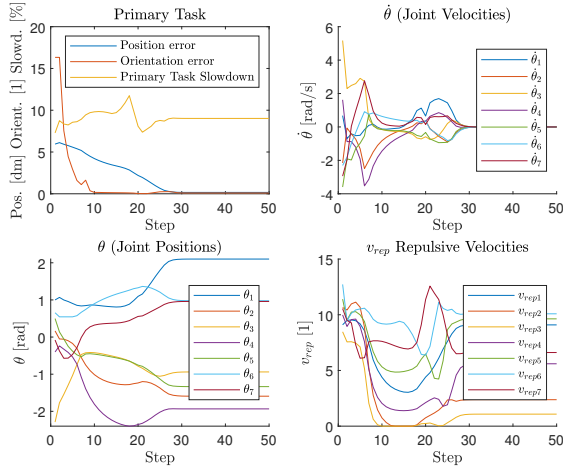 Primary Task
Pos. [dm] Orient. [1] Slowd. [%]
20
15
10
5
0
Position error
Orientation error
Primary Task Slowdown
0 10 20 30 40 50
Step
θ̇ (Joint Velocities)
θ̇ [rad/s]
6
4
2
0
-2
-4
θ̇1
θ̇2
θ̇3
θ̇4
θ̇5
θ̇6
θ̇7
0 10 20 30 40 50
Step
θ (Joint Positions)
θ [rad]
2
1
0
-1
-2
θ1
θ2
θ3
θ4
θ5
θ6
θ7
0 10 20 30 40 50
Step
vrep Repulsive Velocities
vrep [1]
15
10
5
0
vrep1
vrep2
vrep3
vrep4
vrep5
vrep6
vrep7
0 10 20 30 40 50
Step